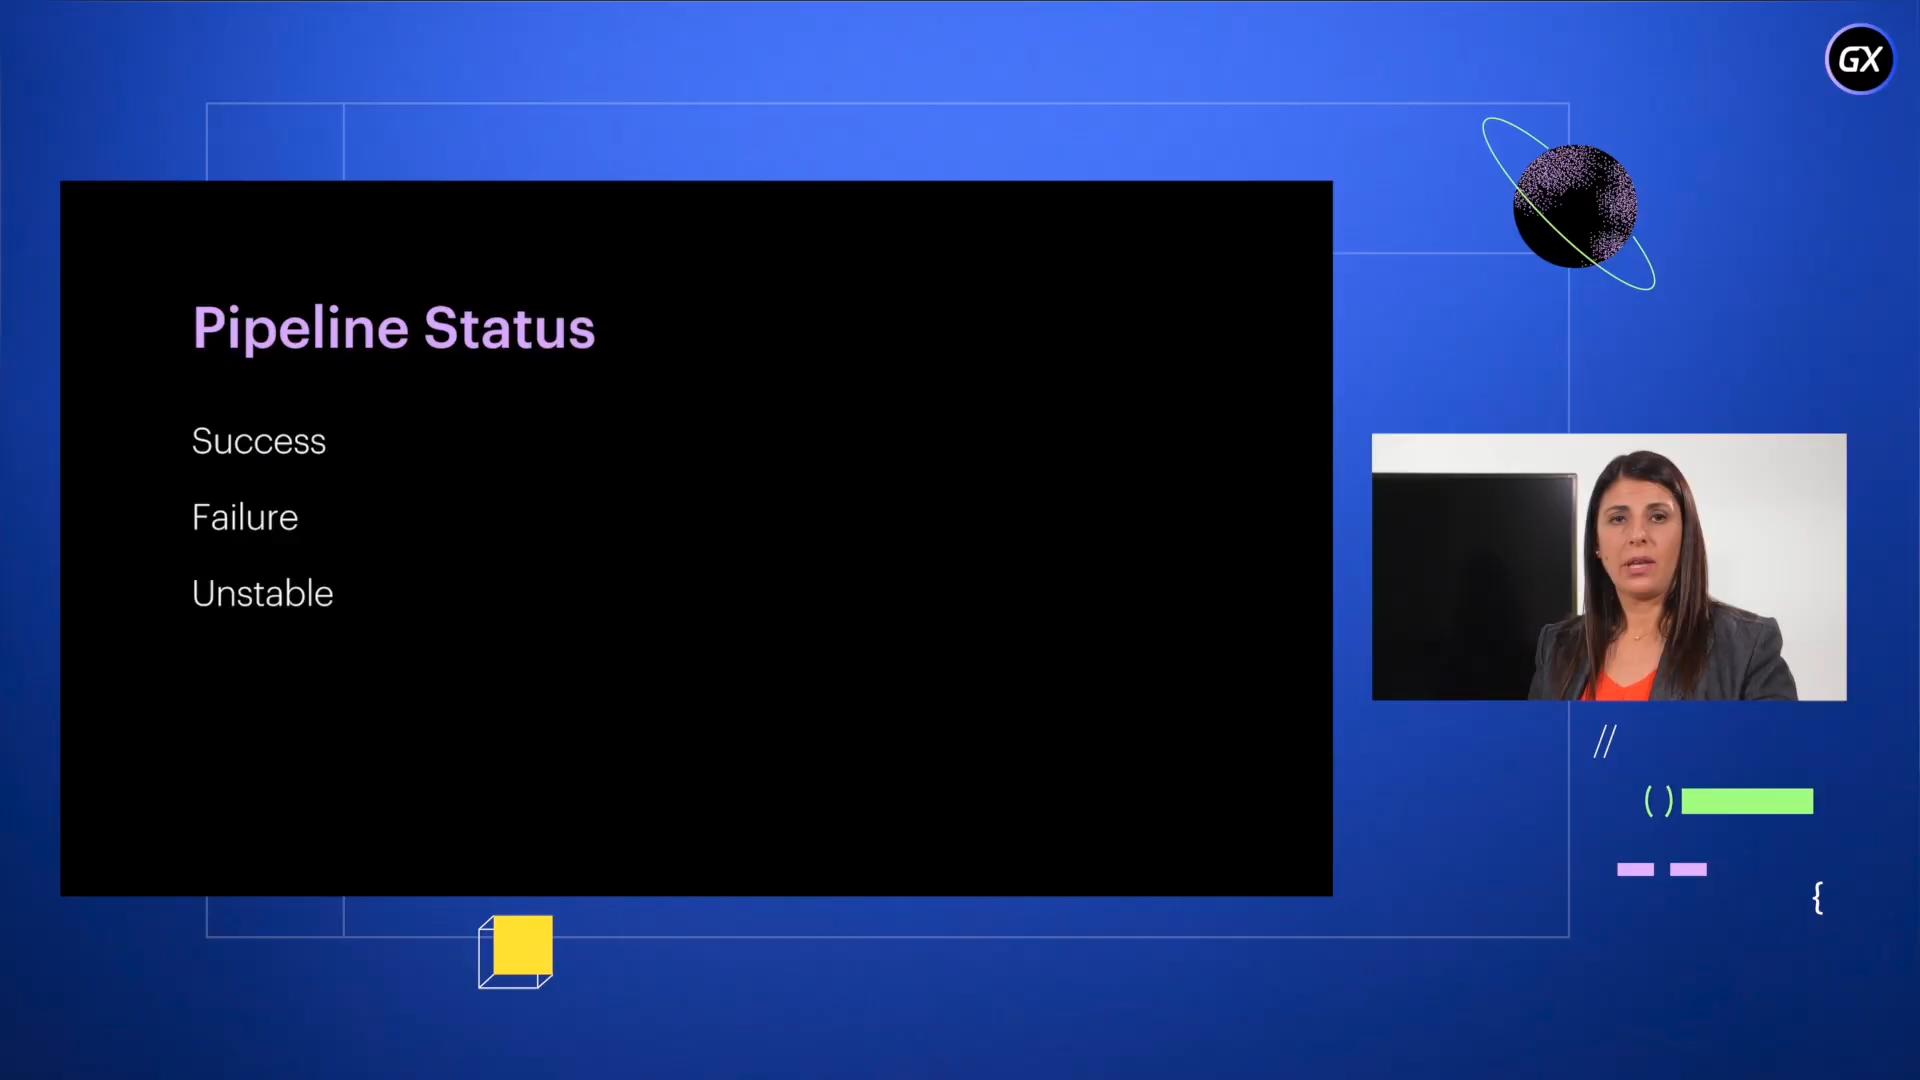 GX
Pipeline Status
Success
Failure
Unstable
//
( )
{